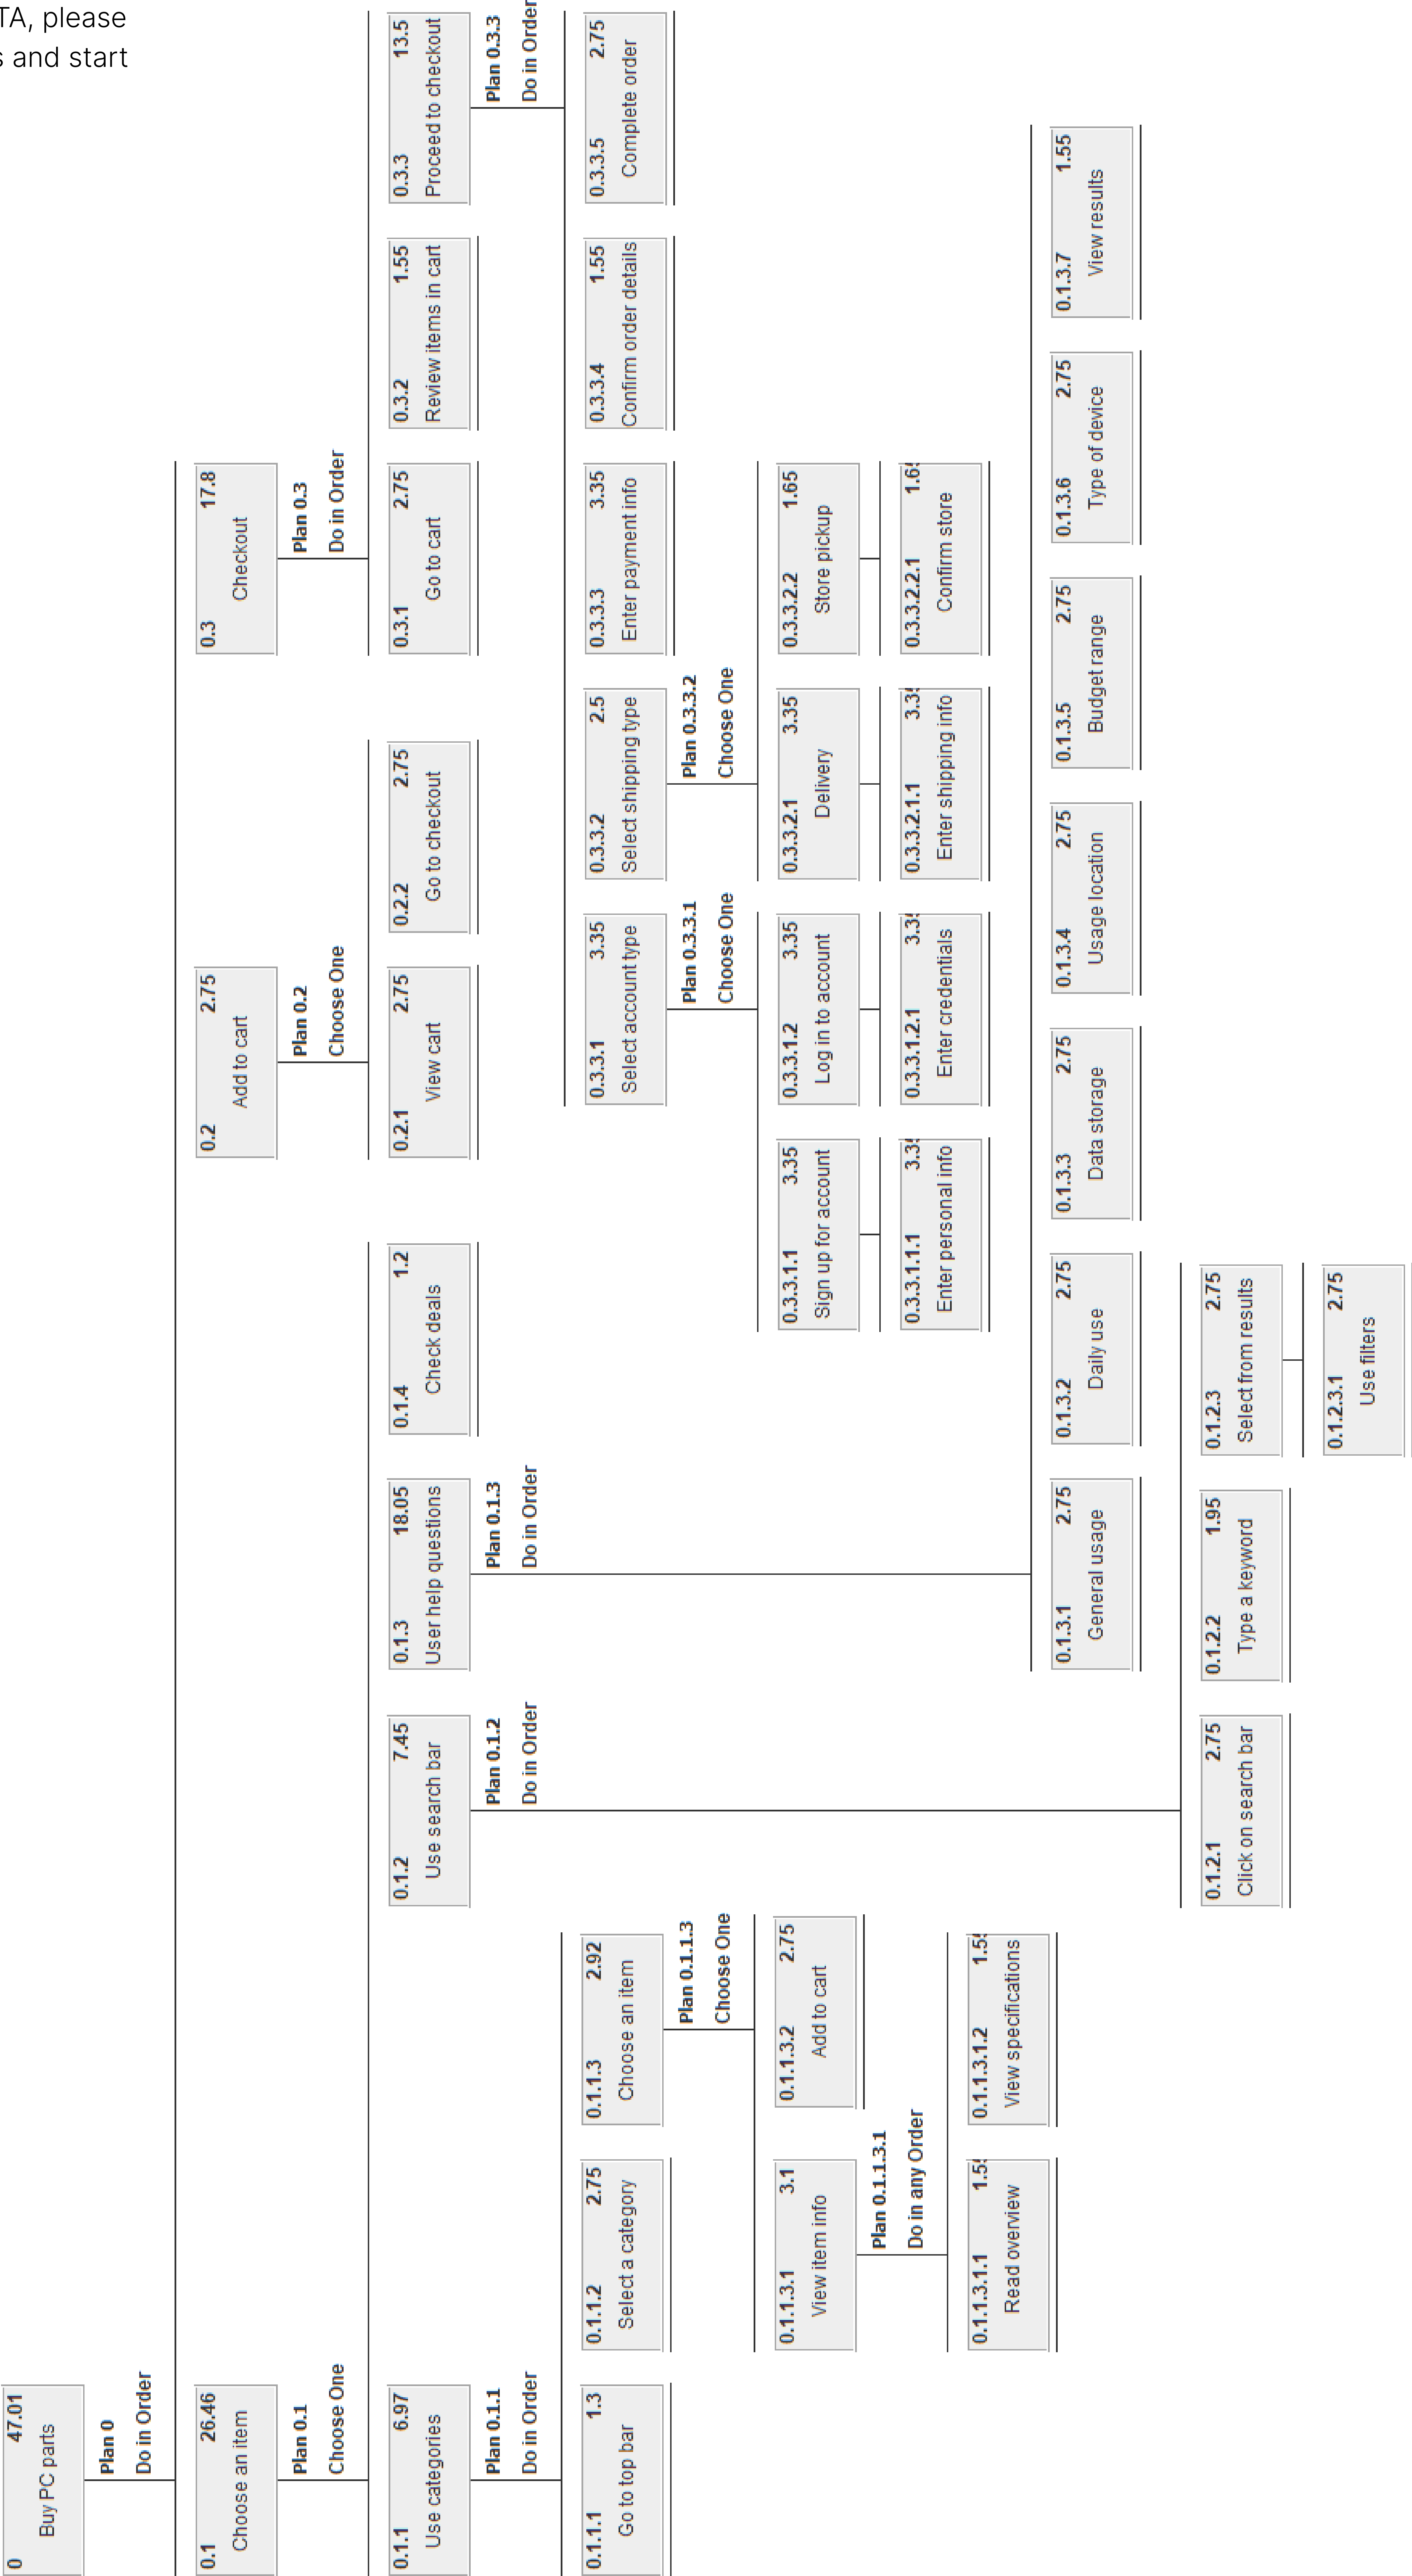 TA, please
s and start
0 47.01
Buy PC parts
Plan 0
Do in Order
0.1 26.46
Choose an item
Plan 0.1
Choose One
0.2 2.75
Add to cart
Plan 0.2
Choose One
0.3 17.8
Checkout
Plan 0.3
Do in Order
0.1.1 6.97
Use categories
Plan 0.1.1
Do in Order
0.1.2 7.45
Use search bar
Plan 0.1.2
Do in Order
0.1.3 18.05
User help questions
Plan 0.1.3
Do in Order
0.1.4 1.2
Check deals
0.2.1 2.75
View cart
0.2.2 2.75
Go to checkout
0.3.1 2.75
Go to cart
0.3.2 1.55
Review items in cart
0.3.3 13.5
Proceed to checkout
Plan 0.3.3
Do in Order
0.1.1.1 1.3
Go to top bar
0.1.1.2 2.75
Select a category
0.1.1.3 2.92
Choose an item
Plan 0.1.1.3
Choose One
0.3.3.1 3.35
Select account type
Plan 0.3.3.1
Choose One
0.3.3.2 2.5
Select shipping type
Plan 0.3.3.2
Choose One
0.3.3.3 3.35
Enter payment info
0.3.3.4 1.55
Confirm order details
0.3.3.5 2.75
Complete order
0.1.1.3.1 3.1
View item info
Plan 0.1.1.3.1
Do in any Order
0.1.1.3.2 2.75
Add to cart
0.3.3.1.1 3.35
Sign up for account
0.3.3.1.2 3.35
Log in to account
0.3.3.2.1 3.35
Delivery
0.3.3.2.2 1.65
Store pickup
0.3.3.1.1.1 3.3
Enter personal info
0.3.3.1.2.1 3.3
Enter credentials
0.3.3.2.1.1 3.3
Enter shipping info
0.3.3.2.2.1 1.6
Confirm store
0.1.1.3.1.1 1.5
Read overview
0.1.1.3.1.2 1.5
View specifications
0.1.3.1 2.75
General usage
0.1.3.2 2.75
Daily use
0.1.3.3 2.75
Data storage
0.1.3.4 2.75
Usage location
0.1.3.5 2.75
Budget range
0.1.3.6 2.75
Type of device
0.1.3.7 1.55
View results
0.1.2.1 2.75
Click on search bar
0.1.2.2 1.95
Type a keyword
0.1.2.3 2.75
Select from results
0.1.2.3.1 2.75
Use filters